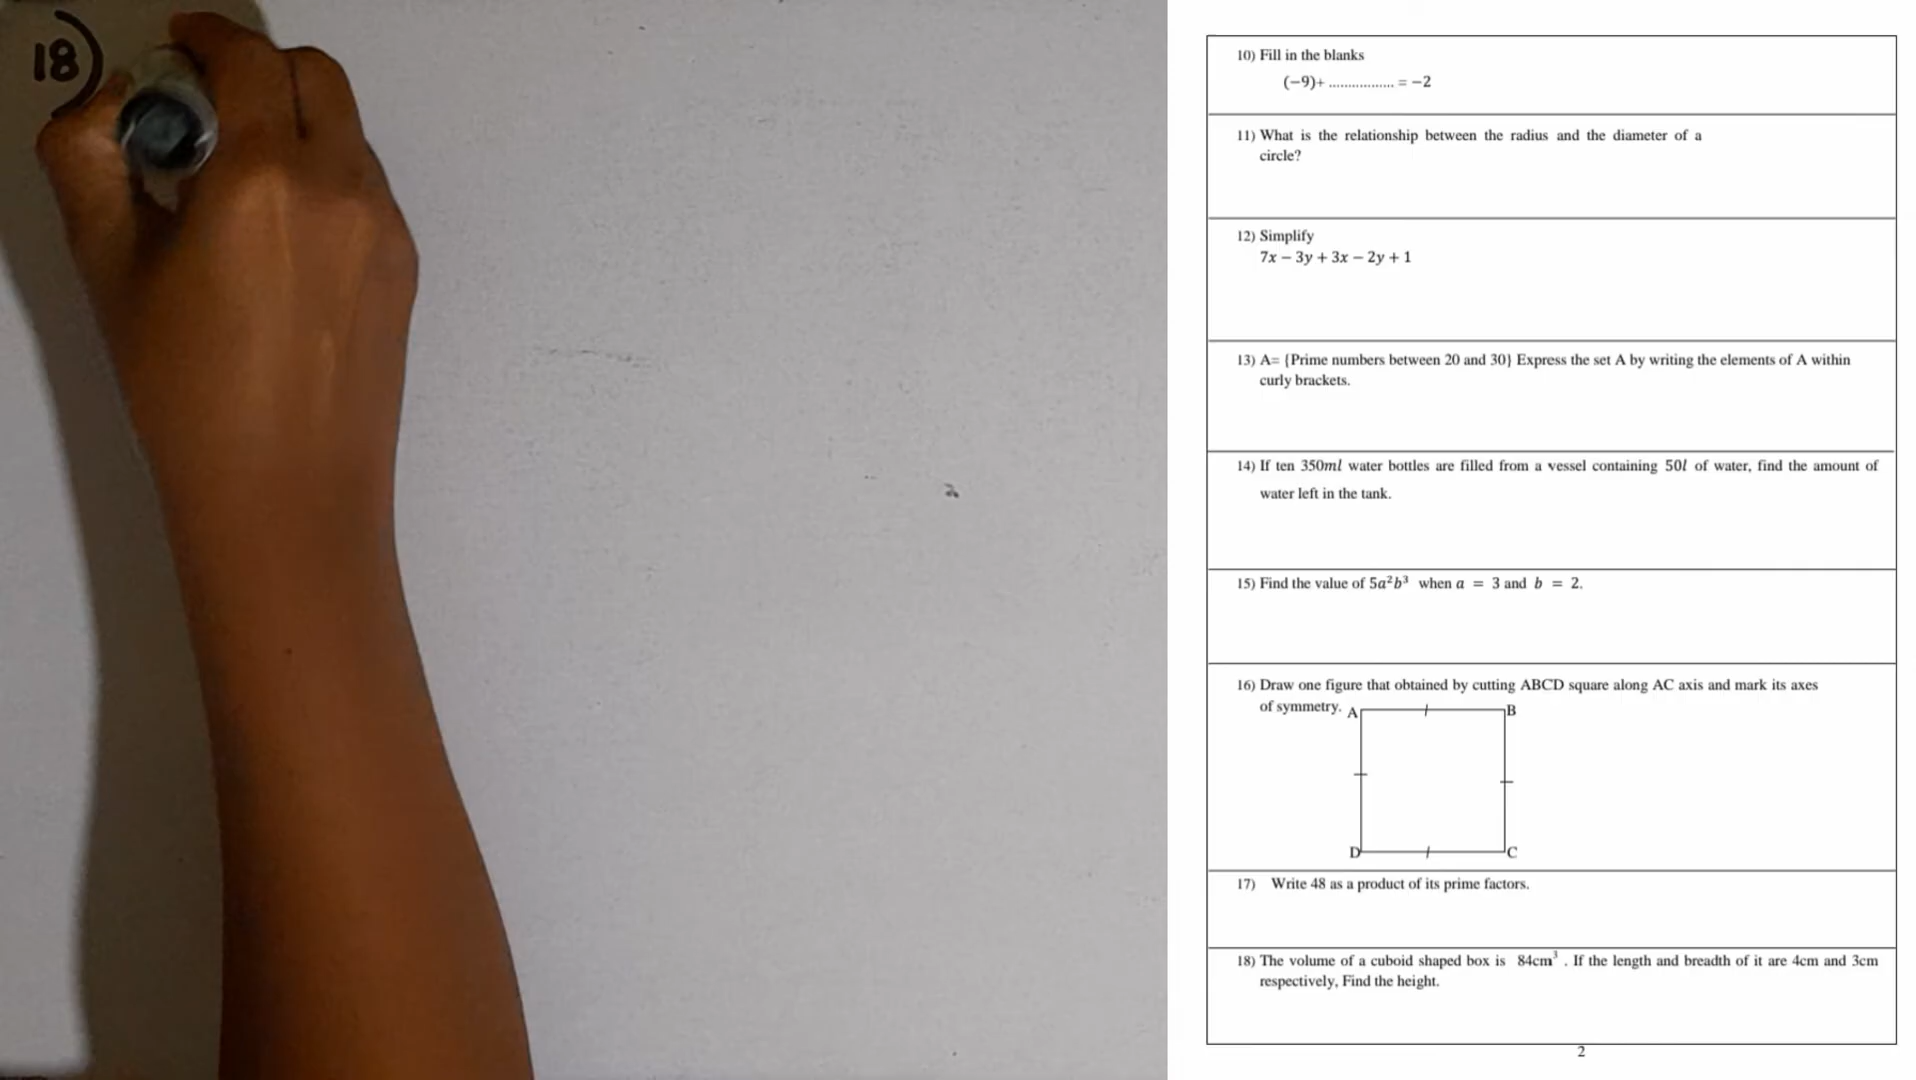 18)
10) Fill in the blanks
(−9)+ ................. = −2
11) What is the relationship between the radius and the diameter of a
circle?
12) Simplify
7x − 3y + 3x − 2y + 1
13) A= {Prime numbers between 20 and 30} Express the set A by writing the elements of A within
curly brackets.
14) If ten 350ml water bottles are filled from a vessel containing 50l of water, find the amount of
water left in the tank.
15) Find the value of 5a²b³ when a = 3 and b = 2.
16) Draw one figure that obtained by cutting ABCD square along AC axis and mark its axes
of symmetry.
A B
D C
17) Write 48 as a product of its prime factors.
18) The volume of a cuboid shaped box is 84cm³ . If the length and breadth of it are 4cm and 3cm
respectively, Find the height.
2